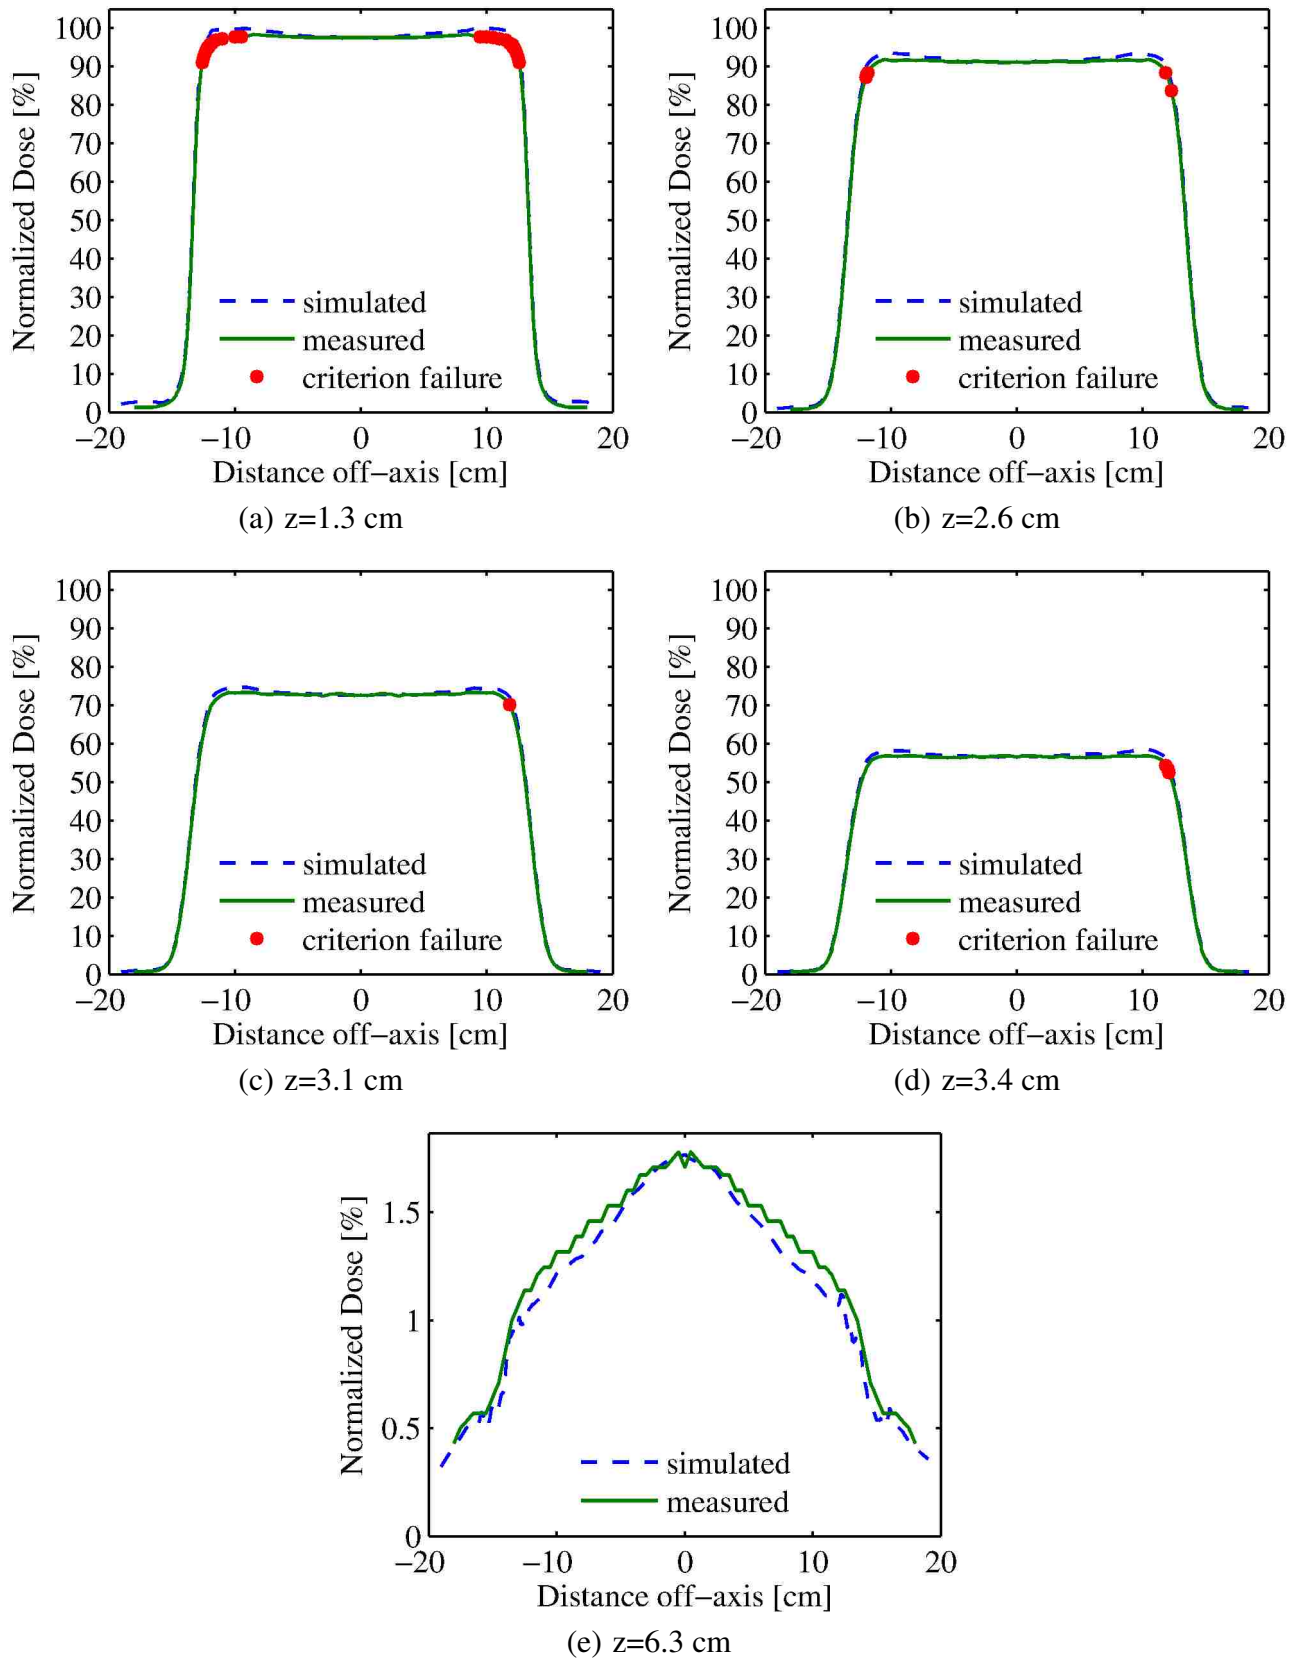 Normalized Dose [%]
100
90
80
70
60
50
40
30
20
10
0
simulated
measured
criterion failure
−20 −10 0 10 20
Distance off−axis [cm]
(a) z=1.3 cm
Normalized Dose [%]
100
90
80
70
60
50
40
30
20
10
0
simulated
measured
criterion failure
−20 −10 0 10 20
Distance off−axis [cm]
(b) z=2.6 cm
Normalized Dose [%]
100
90
80
70
60
50
40
30
20
10
0
simulated
measured
criterion failure
−20 −10 0 10 20
Distance off−axis [cm]
(c) z=3.1 cm
Normalized Dose [%]
100
90
80
70
60
50
40
30
20
10
0
simulated
measured
criterion failure
−20 −10 0 10 20
Distance off−axis [cm]
(d) z=3.4 cm
Normalized Dose [%]
1.5
1
0.5
0
simulated
measured
−20 −10 0 10 20
Distance off−axis [cm]
(e) z=6.3 cm